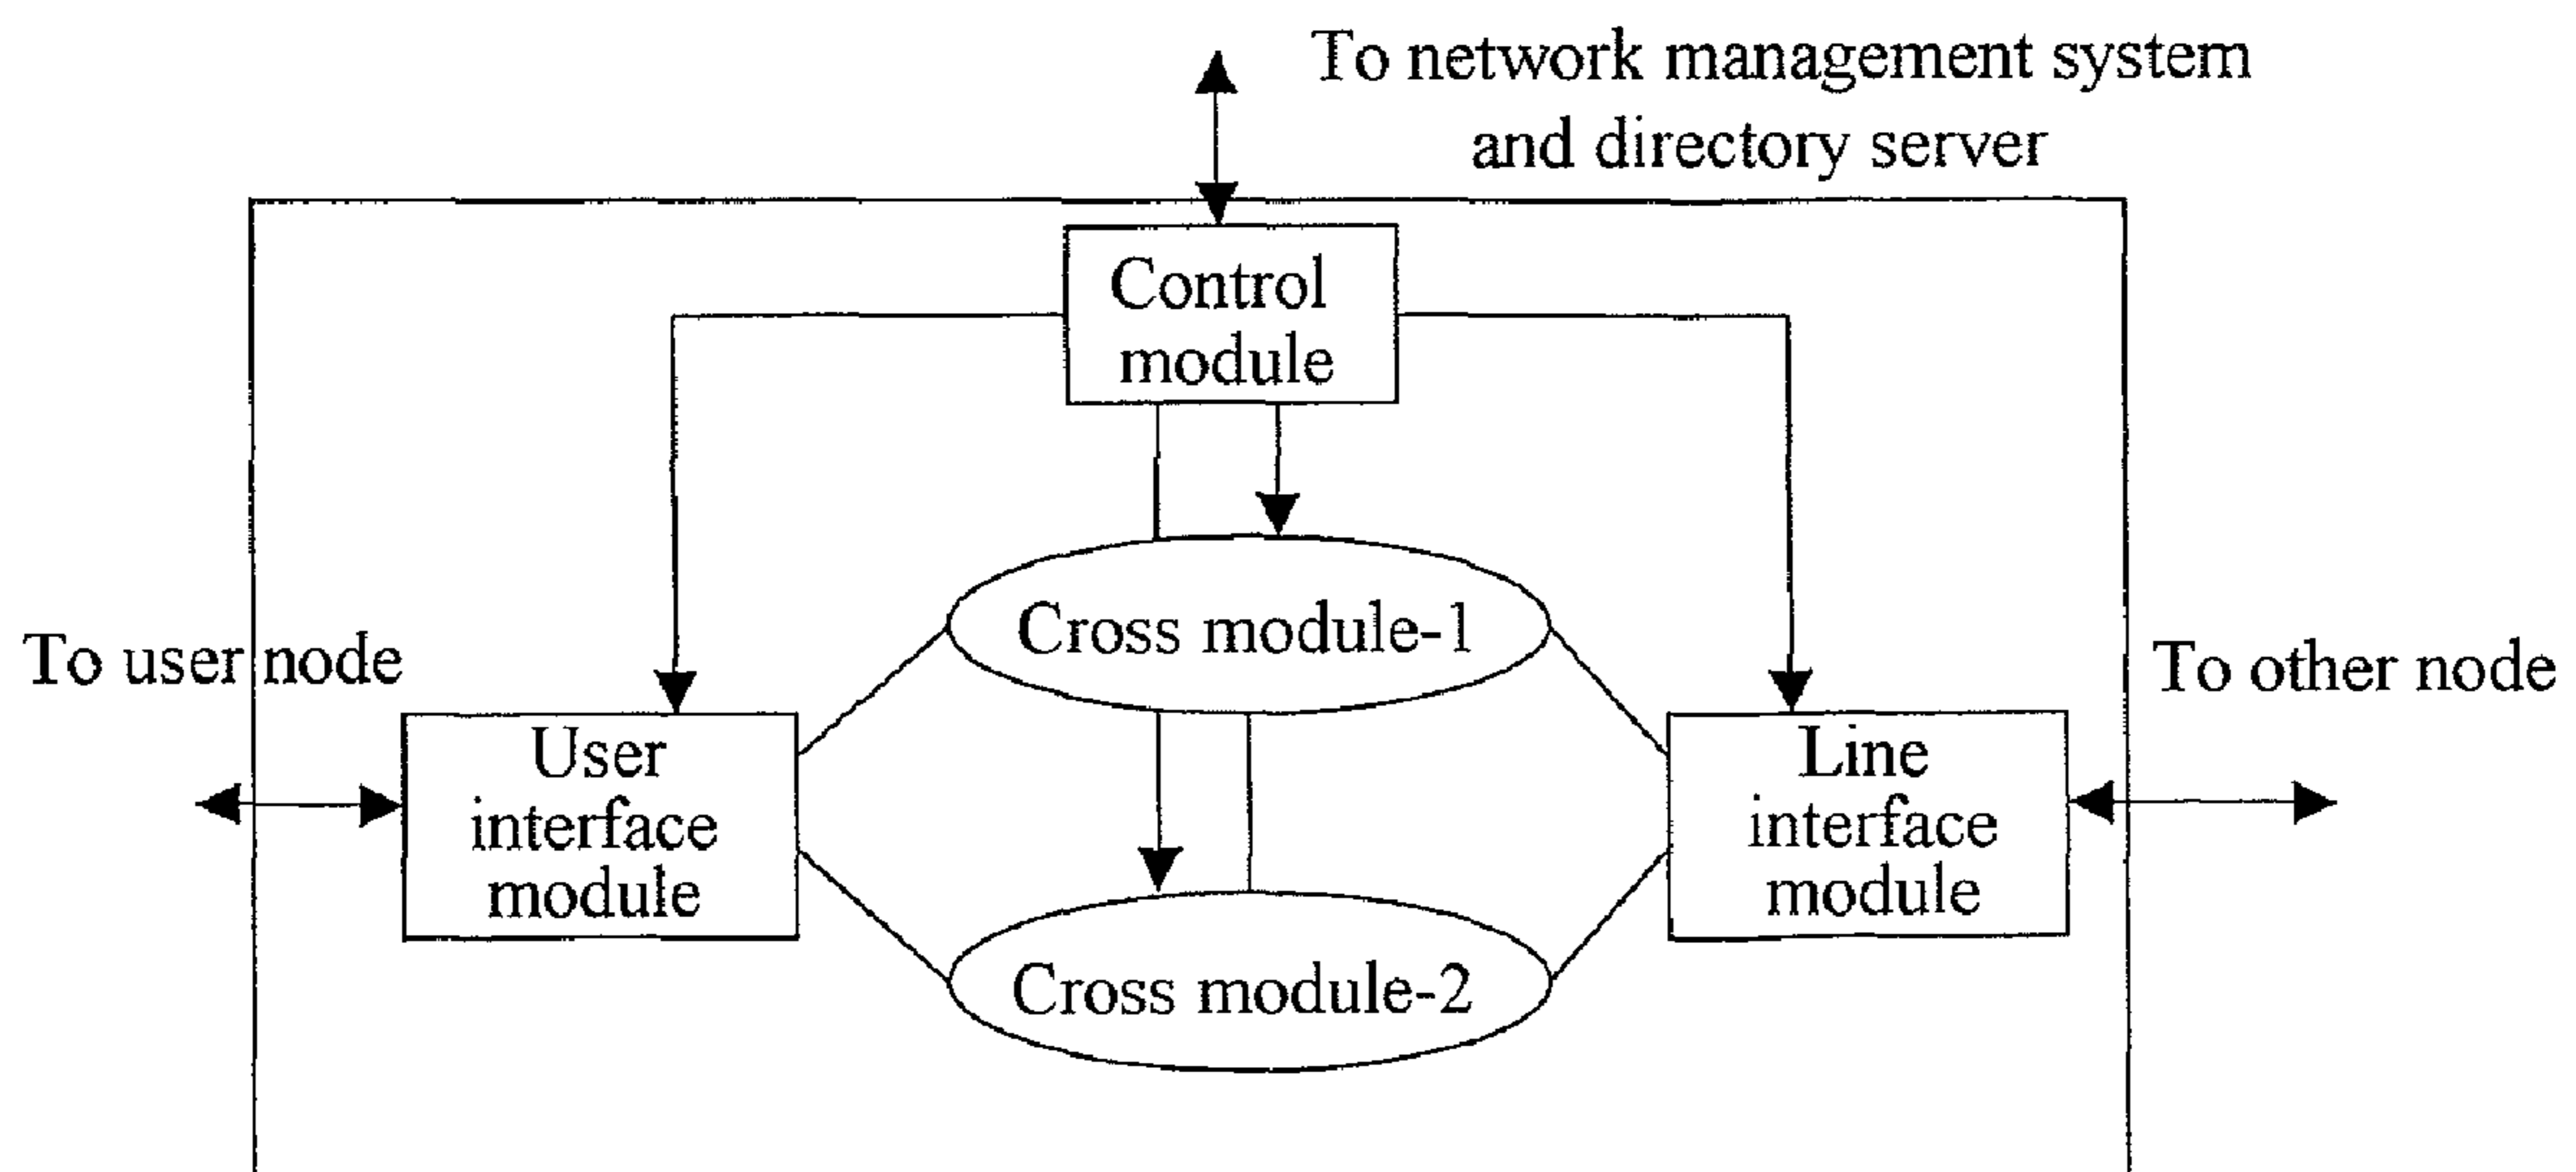 To network management system
and directory server
Control
module
Cross module-1
To user node
To other node
User
interface
module
Line
interface
module
Cross module-2